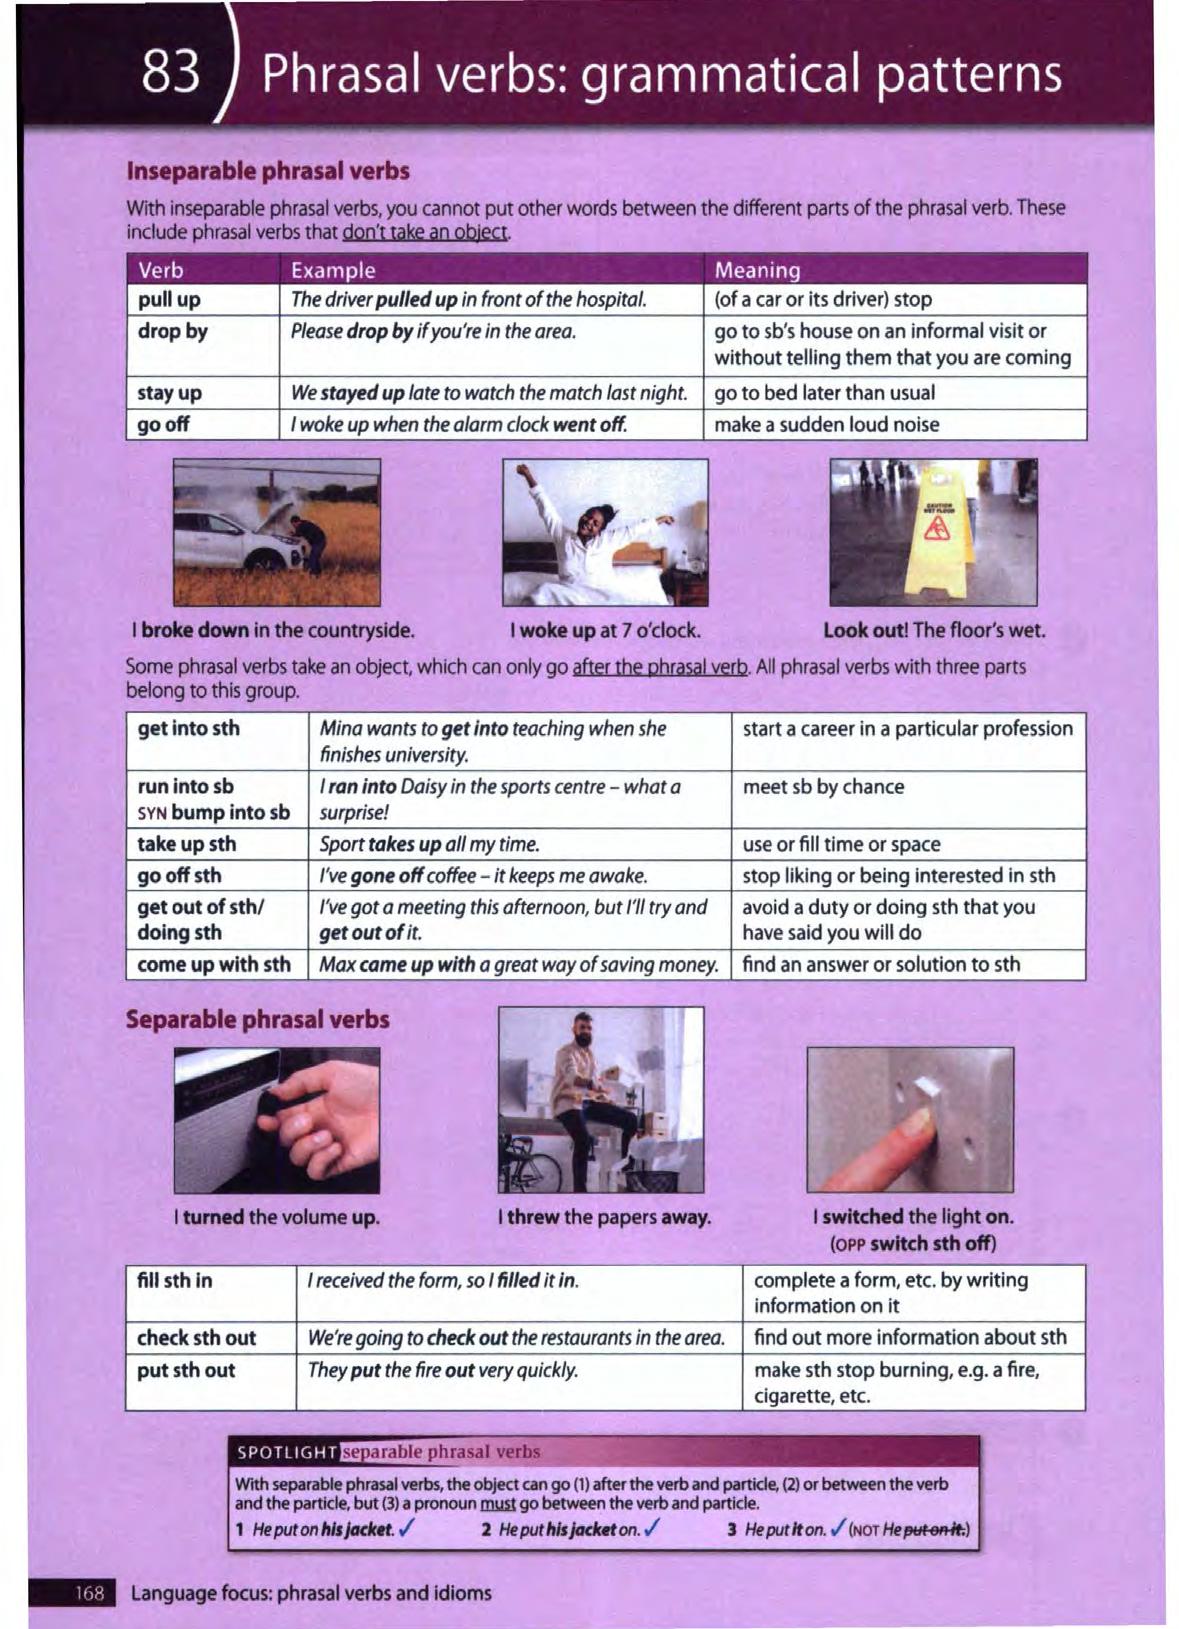 83 Phrasal verbs: grammatical patterns
Inseparable phrasal verbs
With inseparable phrasal verbs, you cannot put other words between the different parts of the phrasal verb. These
include phrasal verbs that don't take an object.
Verb Example Meaning
pull up The driver pulled up in front of the hospital. (of a car or its driver) stop
drop by Please drop by if you're in the area. go to sb's house on an informal visit or
without telling them that you are coming
stay up We stayed up late to watch the match last night. go to bed later than usual
go off I woke up when the alarm clock went off. make a sudden loud noise
CAUTION
WET FLOOR
I broke down in the countryside. I woke up at 7 o'clock. Look out! The floor's wet.
Some phrasal verbs take an object, which can only go after the phrasal verb. All phrasal verbs with three parts
belong to this group.
get into sth Mina wants to get into teaching when she start a career in a particular profession
finishes university.
run into sb I ran into Daisy in the sports centre – what a meet sb by chance
SYN bump into sb surprise!
take up sth Sport takes up all my time. use or fill time or space
go off sth I've gone off coffee – it keeps me awake. stop liking or being interested in sth
get out of sth/ I've got a meeting this afternoon, but I'll try and avoid a duty or doing sth that you
doing sth get out of it. have said you will do
come up with sth Max came up with a great way of saving money. find an answer or solution to sth
Separable phrasal verbs
I turned the volume up. I threw the papers away. I switched the light on.
(OPP switch sth off)
fill sth in I received the form, so I filled it in. complete a form, etc. by writing
information on it
check sth out We're going to check out the restaurants in the area. find out more information about sth
put sth out They put the fire out very quickly. make sth stop burning, e.g. a fire,
cigarette, etc.
SPOTLIGHT separable phrasal verbs
With separable phrasal verbs, the object can go (1) after the verb and particle, (2) or between the verb
and the particle, but (3) a pronoun must go between the verb and particle.
1 He put on his jacket. ✓ 2 He put his jacket on. ✓ 3 He put it on. ✓ (NOT He put on it.)
168 Language focus: phrasal verbs and idioms